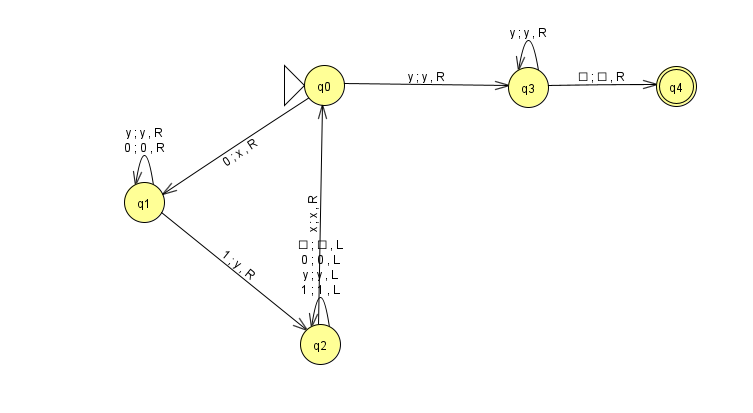 y ; y , R
q0
y ; y , R
q3
□ ; □ , R
q4
y ; y , R
0 ; 0 , R
0 ; x , R
q1
x ; x , R
1 ; y , R
□ ; □ , L
0 ; 0 , L
y ; y , L
1 ; 1 , L
q2